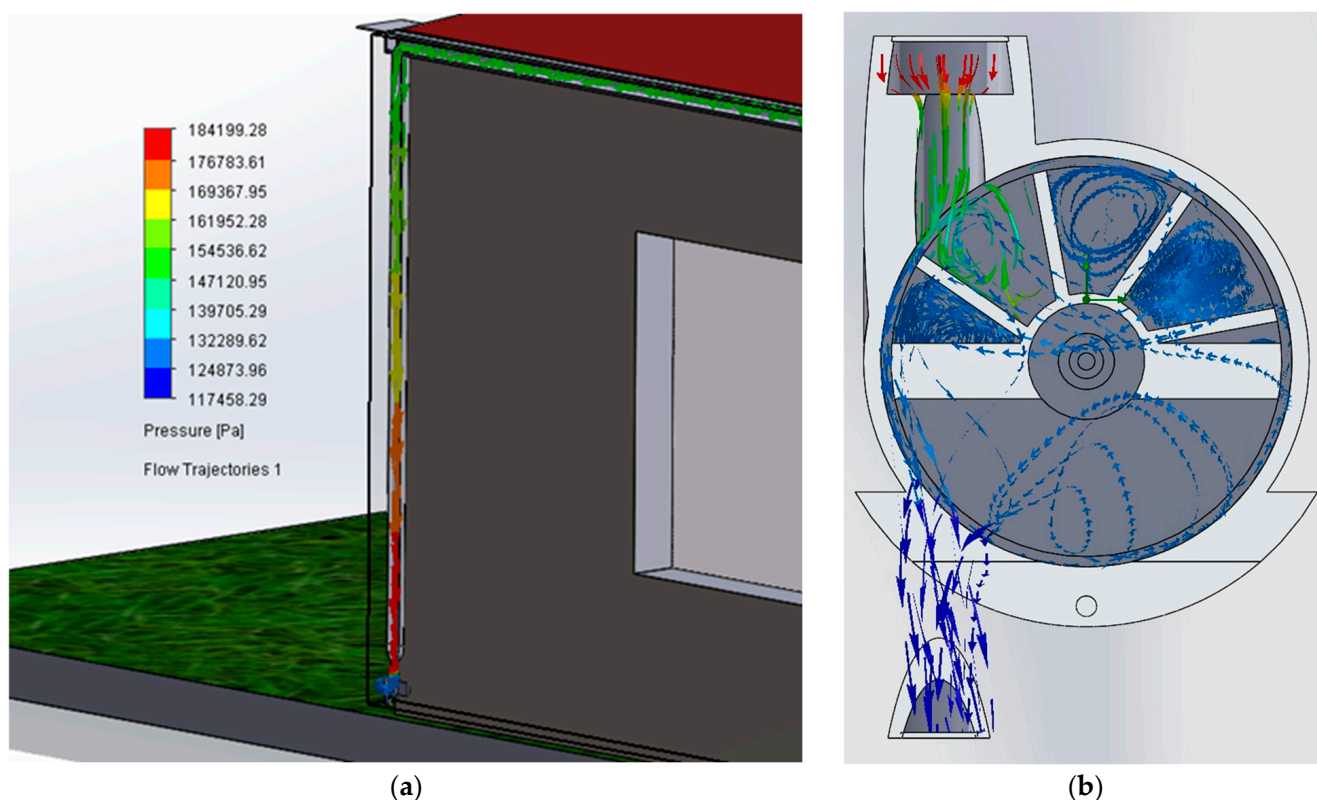 184199.28
176783.61
169367.95
161952.28
154536.62
147120.95
139705.29
132289.62
124873.96
117458.29
Pressure [Pa]
Flow Trajectories 1
(a)
(b)